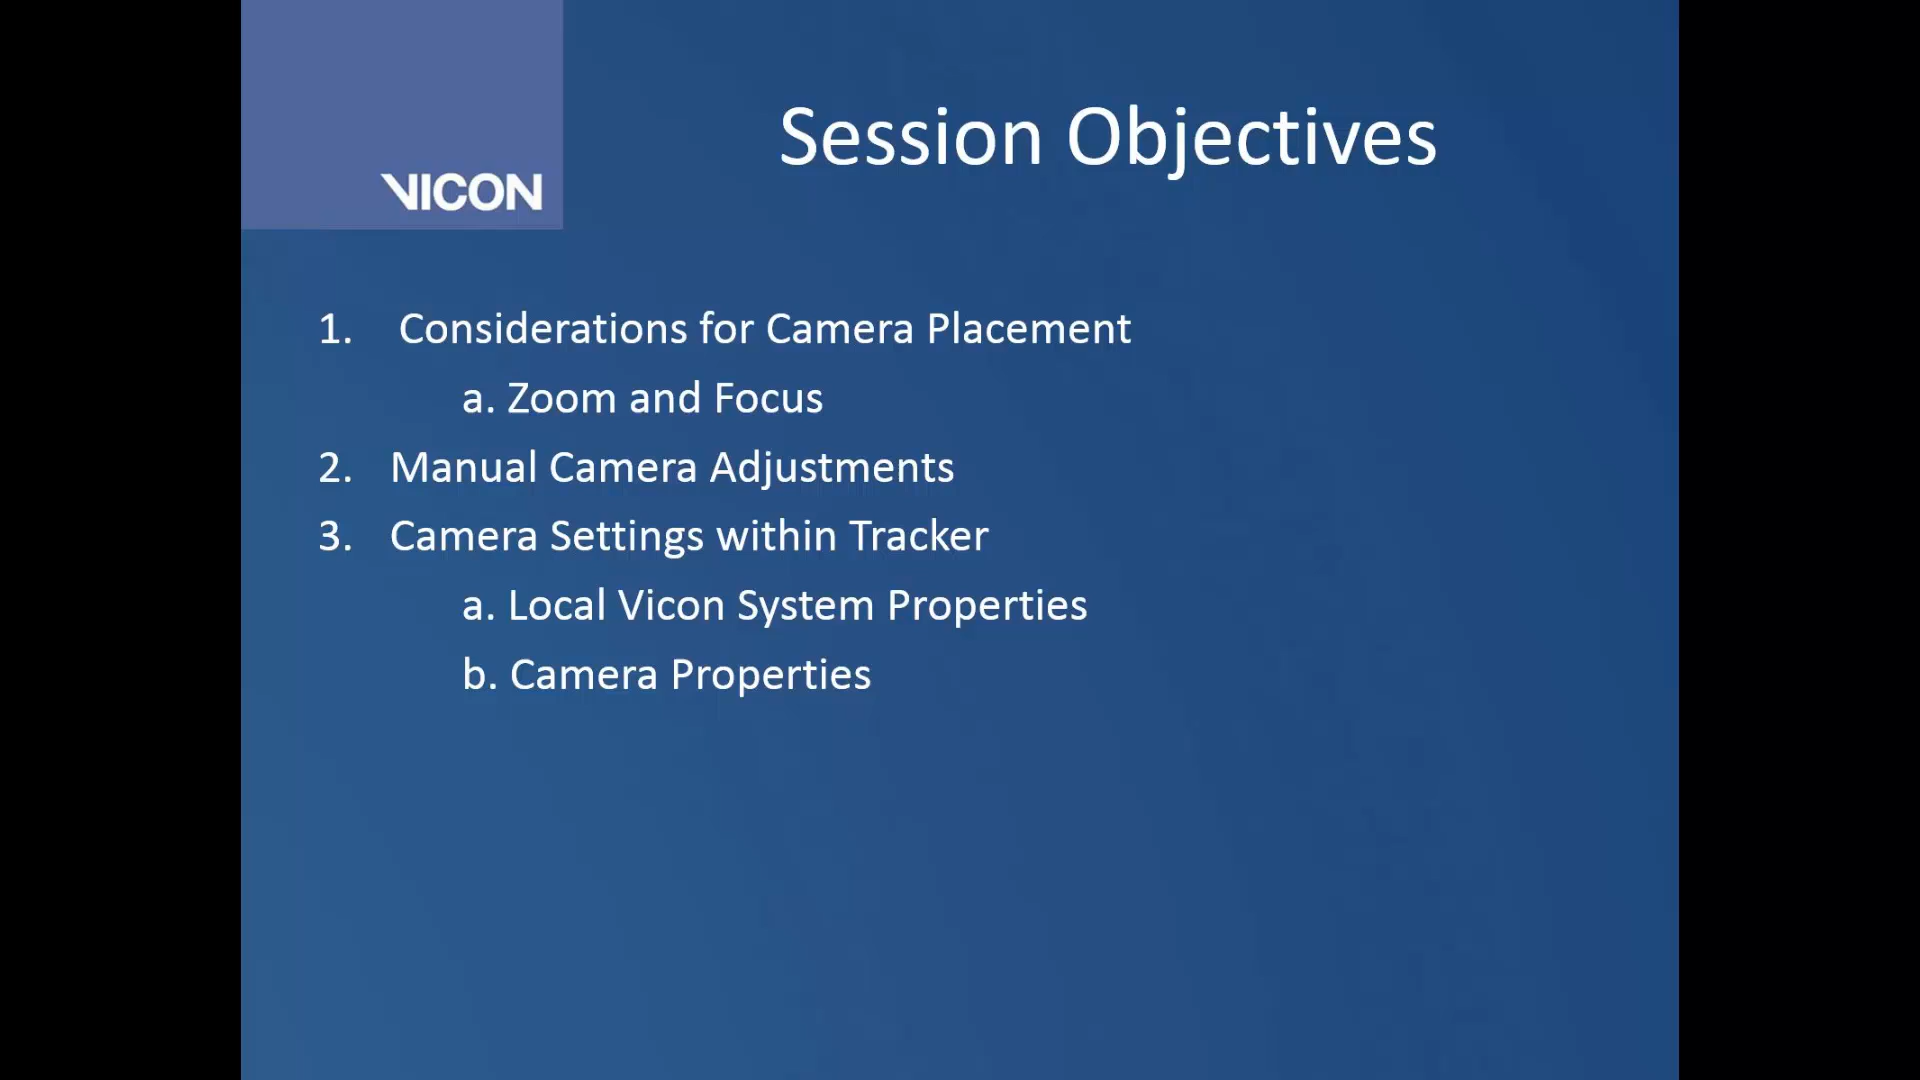 VICON
Session Objectives
1. Considerations for Camera Placement
a. Zoom and Focus
2. Manual Camera Adjustments
3. Camera Settings within Tracker
a. Local Vicon System Properties
b. Camera Properties